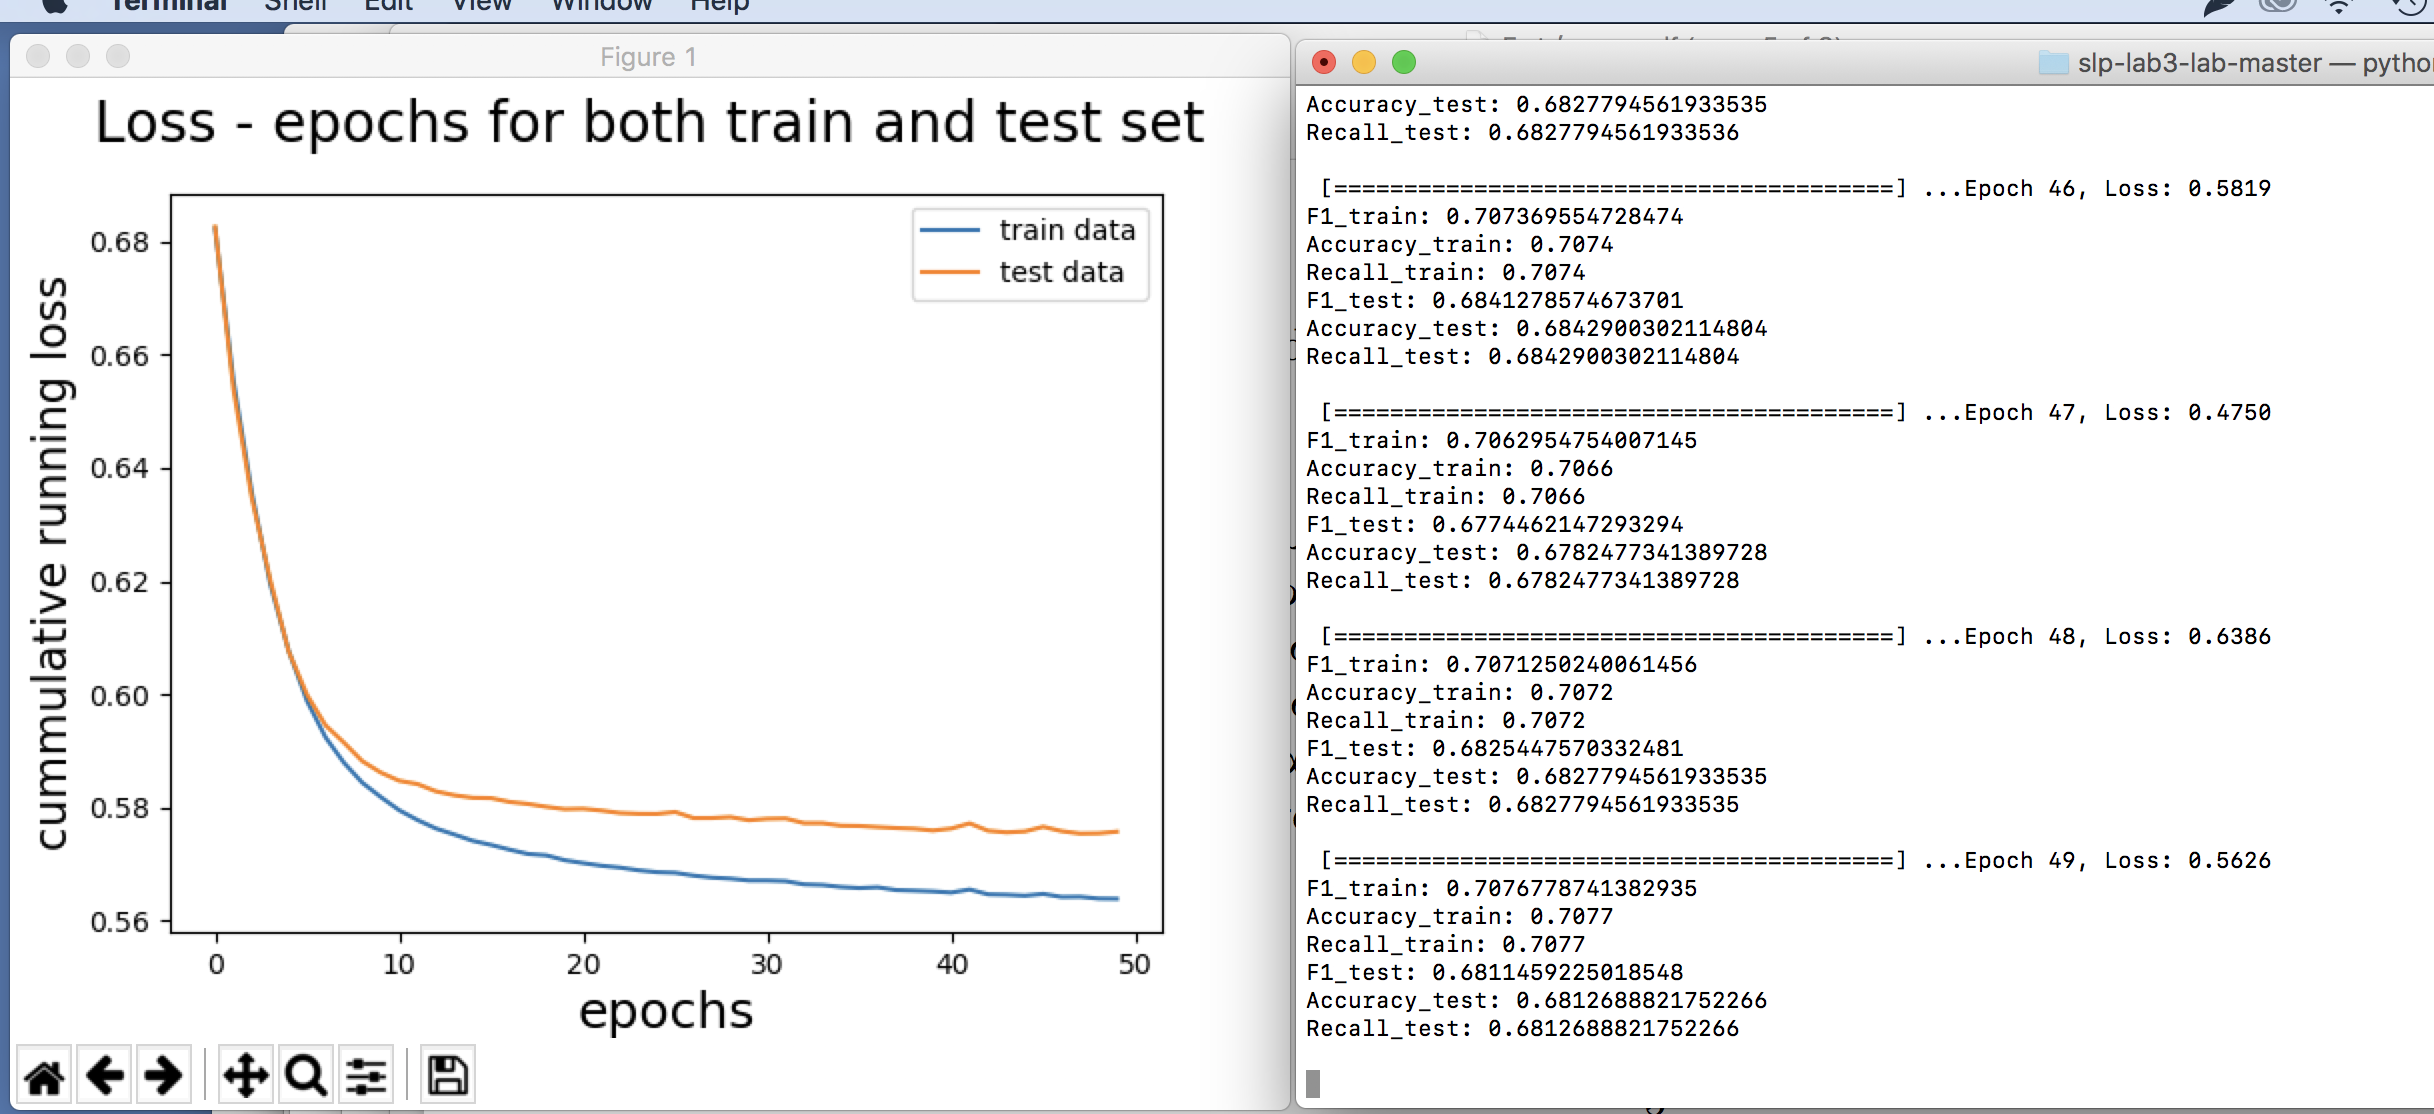 Terminal Shell Edit View Window Help
Figure 1
Loss - epochs for both train and test set
train data
test data
cummulative running loss
0.68
0.66
0.64
0.62
0.60
0.58
0.56
0 10 20 30 40 50
epochs
slp-lab3-lab-master — pytho
Accuracy_test: 0.6827794561933535
Recall_test: 0.6827794561933536
[========================================] ...Epoch 46, Loss: 0.5819
F1_train: 0.707369554728474
Accuracy_train: 0.7074
Recall_train: 0.7074
F1_test: 0.6841278574673701
Accuracy_test: 0.6842900302114804
Recall_test: 0.6842900302114804
[========================================] ...Epoch 47, Loss: 0.4750
F1_train: 0.7062954754007145
Accuracy_train: 0.7066
Recall_train: 0.7066
F1_test: 0.6774462147293294
Accuracy_test: 0.6782477341389728
Recall_test: 0.6782477341389728
[========================================] ...Epoch 48, Loss: 0.6386
F1_train: 0.7071250240061456
Accuracy_train: 0.7072
Recall_train: 0.7072
F1_test: 0.6825447570332481
Accuracy_test: 0.6827794561933535
Recall_test: 0.6827794561933535
[========================================] ...Epoch 49, Loss: 0.5626
F1_train: 0.7076778741382935
Accuracy_train: 0.7077
Recall_train: 0.7077
F1_test: 0.6811459225018548
Accuracy_test: 0.6812688821752266
Recall_test: 0.6812688821752266